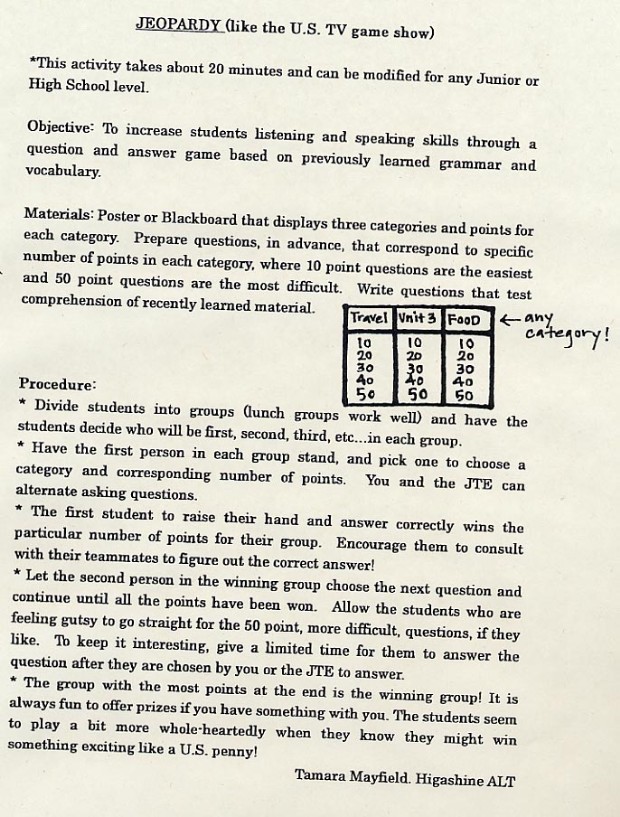 JEOPARDY (like the U.S. TV game show)
*This activity takes about 20 minutes and can be modified for any Junior or
High School level.
Objective: To increase students listening and speaking skills through a
question and answer game based on previously learned grammar and
vocabulary.
Materials: Poster or Blackboard that displays three categories and points for
each category. Prepare questions, in advance, that correspond to specific
number of points in each category, where 10 point questions are the easiest
and 50 point questions are the most difficult. Write questions that test
comprehension of recently learned material.
Travel Unit 3 FOOD ← any
category!
10 10 10
20 20 20
30 30 30
40 40 40
50 50 50
Procedure:
* Divide students into groups (lunch groups work well) and have the
students decide who will be first, second, third, etc...in each group.
* Have the first person in each group stand, and pick one to choose a
category and corresponding number of points. You and the JTE can
alternate asking questions.
* The first student to raise their hand and answer correctly wins the
particular number of points for their group. Encourage them to consult
with their teammates to figure out the correct answer!
* Let the second person in the winning group choose the next question and
continue until all the points have been won. Allow the students who are
feeling gutsy to go straight for the 50 point, more difficult, questions, if they
like. To keep it interesting, give a limited time for them to answer the
question after they are chosen by you or the JTE to answer.
* The group with the most points at the end is the winning group! It is
always fun to offer prizes if you have something with you. The students seem
to play a bit more whole-heartedly when they know they might win
something exciting like a U.S. penny!
Tamara Mayfield. Higashine ALT